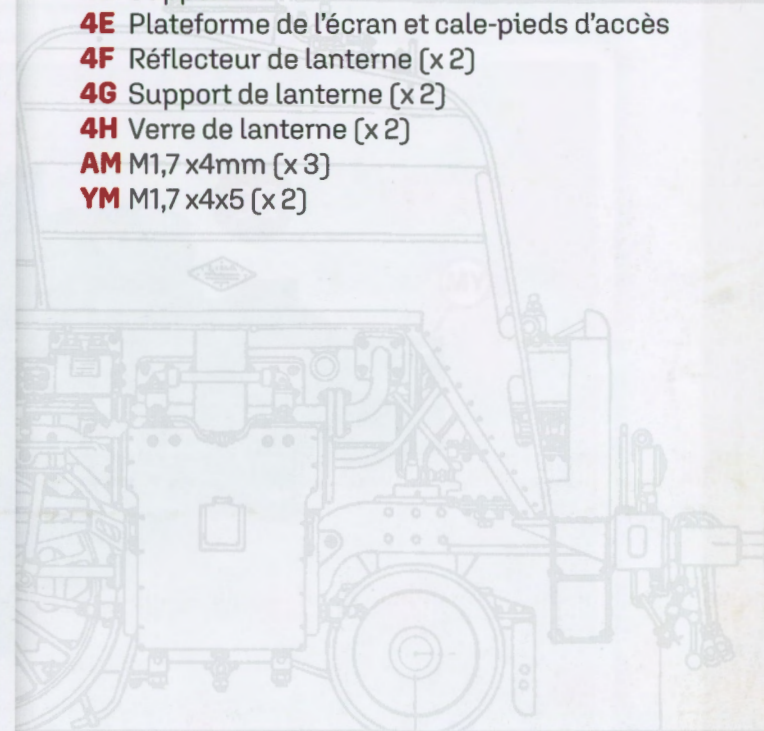 4E Plateforme de l'écran et cale-pieds d'accès
4F Réflecteur de lanterne (x 2)
4G Support de lanterne (x 2)
4H Verre de lanterne (x 2)
AM M1,7 x4mm (x 3)
YM M1,7 x4x5 (x 2)